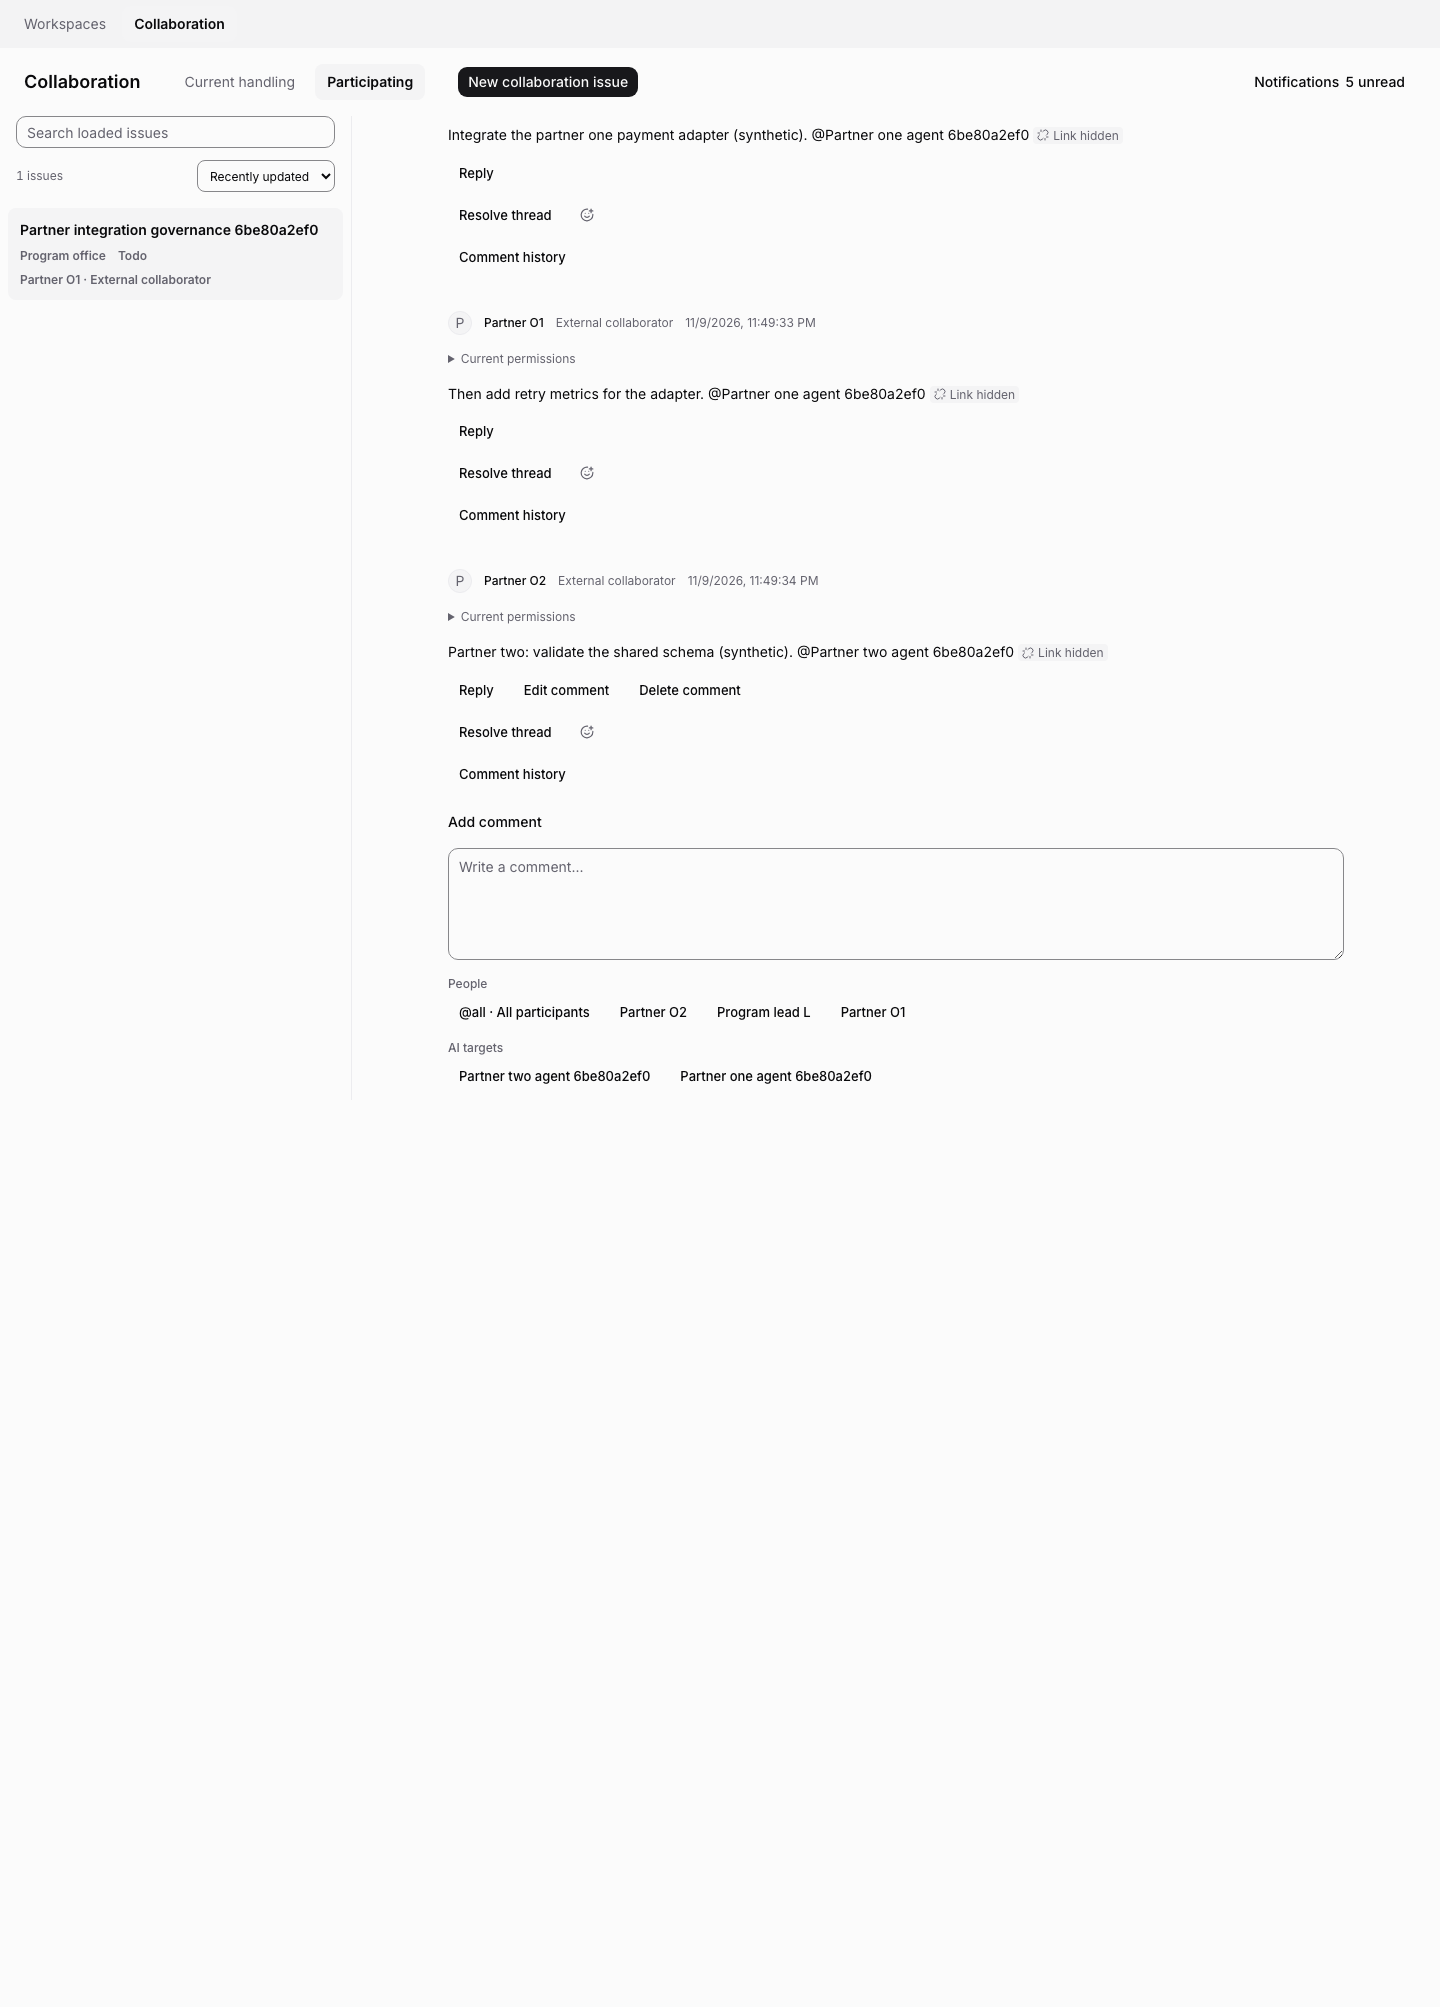 Workspaces Collaboration
Collaboration Current handling Participating New collaboration issue Notifications 5 unread
Search loaded issues
1 issues Recently updated
Partner integration governance 6be80a2ef0
Program office Todo
Partner O1 · External collaborator
Integrate the partner one payment adapter (synthetic). @Partner one agent 6be80a2ef0 Link hidden
Reply
Resolve thread
Comment history
P Partner O1 External collaborator 11/9/2026, 11:49:33 PM
Current permissions
Then add retry metrics for the adapter. @Partner one agent 6be80a2ef0 Link hidden
Reply
Resolve thread
Comment history
P Partner O2 External collaborator 11/9/2026, 11:49:34 PM
Current permissions
Partner two: validate the shared schema (synthetic). @Partner two agent 6be80a2ef0 Link hidden
Reply Edit comment Delete comment
Resolve thread
Comment history
Add comment
Write a comment...
People
@all · All participants Partner O2 Program lead L Partner O1
AI targets
Partner two agent 6be80a2ef0 Partner one agent 6be80a2ef0